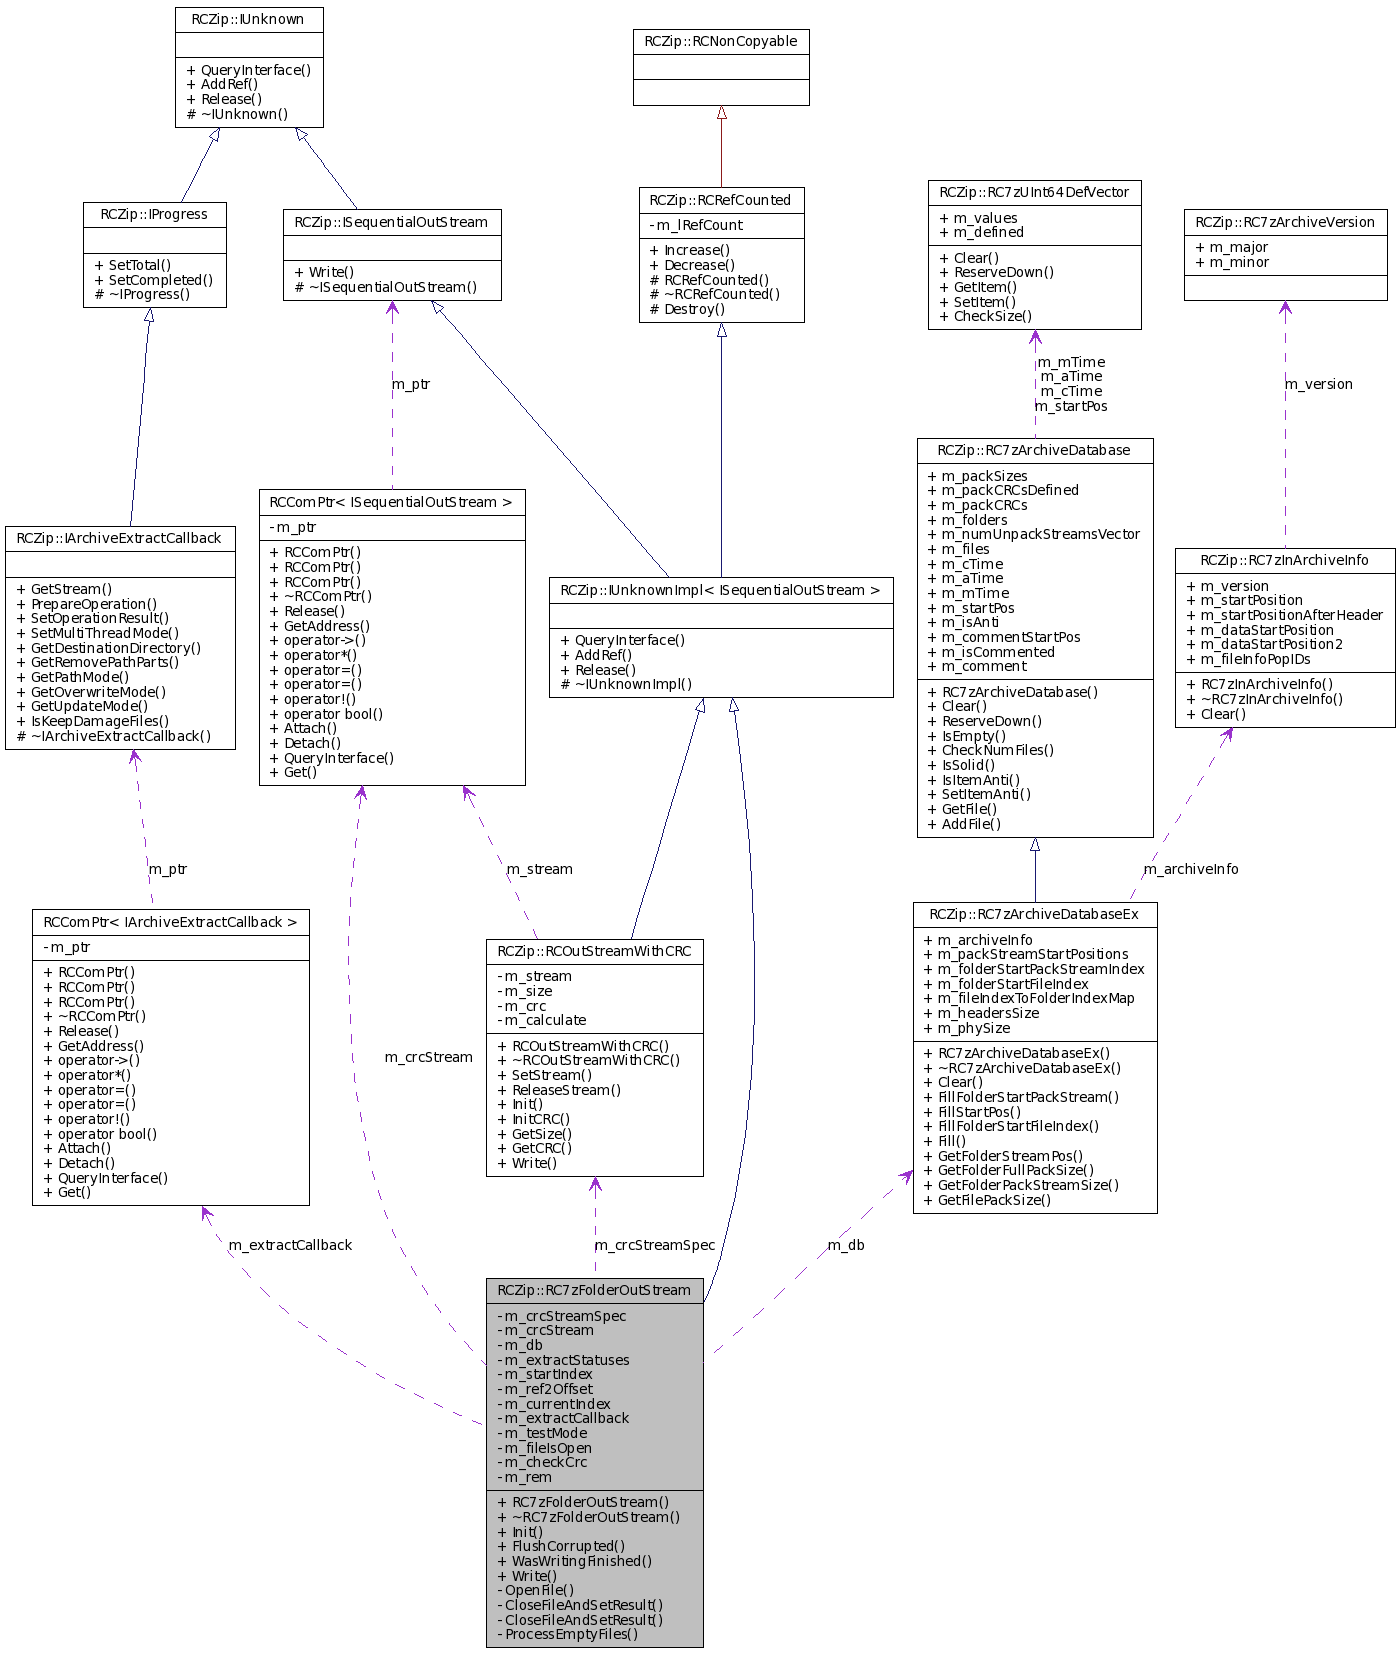 RCZip::IUnknown
+ QueryInterface()
+ AddRef()
+ Release()
# ~IUnknown()
RCZip::RCNonCopyable
RCZip::IProgress
+ SetTotal()
+ SetCompleted()
# ~IProgress()
RCZip::ISequentialOutStream
+ Write()
# ~ISequentialOutStream()
RCZip::RCRefCounted
- m_lRefCount
+ Increase()
+ Decrease()
# RCRefCounted()
# ~RCRefCounted()
# Destroy()
RCZip::RC7zUInt64DefVector
+ m_values
+ m_defined
+ Clear()
+ ReserveDown()
+ GetItem()
+ SetItem()
+ CheckSize()
RCZip::RC7zArchiveVersion
+ m_major
+ m_minor
m_ptr
m_mTime
m_aTime
m_cTime
m_startPos
m_version
RCZip::IArchiveExtractCallback
+ GetStream()
+ PrepareOperation()
+ SetOperationResult()
+ SetMultiThreadMode()
+ GetDestinationDirectory()
+ GetRemovePathParts()
+ GetPathMode()
+ GetOverwriteMode()
+ GetUpdateMode()
+ IsKeepDamageFiles()
# ~IArchiveExtractCallback()
RCComPtr< ISequentialOutStream >
- m_ptr
+ RCComPtr()
+ RCComPtr()
+ RCComPtr()
+ ~RCComPtr()
+ Release()
+ GetAddress()
+ operator->()
+ operator*()
+ operator=()
+ operator=()
+ operator!()
+ operator bool()
+ Attach()
+ Detach()
+ QueryInterface()
+ Get()
RCZip::IUnknownImpl< ISequentialOutStream >
+ QueryInterface()
+ AddRef()
+ Release()
# ~IUnknownImpl()
RCZip::RC7zArchiveDatabase
+ m_packSizes
+ m_packCRCsDefined
+ m_packCRCs
+ m_folders
+ m_numUnpackStreamsVector
+ m_files
+ m_cTime
+ m_aTime
+ m_mTime
+ m_startPos
+ m_isAnti
+ m_commentStartPos
+ m_isCommented
+ m_comment
+ RC7zArchiveDatabase()
+ Clear()
+ ReserveDown()
+ IsEmpty()
+ CheckNumFiles()
+ IsSolid()
+ IsItemAnti()
+ SetItemAnti()
+ GetFile()
+ AddFile()
RCZip::RC7zInArchiveInfo
+ m_version
+ m_startPosition
+ m_startPositionAfterHeader
+ m_dataStartPosition
+ m_dataStartPosition2
+ m_fileInfoPopIDs
+ RC7zInArchiveInfo()
+ ~RC7zInArchiveInfo()
+ Clear()
m_ptr
m_stream
m_archiveInfo
RCComPtr< IArchiveExtractCallback >
- m_ptr
+ RCComPtr()
+ RCComPtr()
+ RCComPtr()
+ ~RCComPtr()
+ Release()
+ GetAddress()
+ operator->()
+ operator*()
+ operator=()
+ operator=()
+ operator!()
+ operator bool()
+ Attach()
+ Detach()
+ QueryInterface()
+ Get()
m_crcStream
RCZip::RCOutStreamWithCRC
- m_stream
- m_size
- m_crc
- m_calculate
+ RCOutStreamWithCRC()
+ ~RCOutStreamWithCRC()
+ SetStream()
+ ReleaseStream()
+ Init()
+ InitCRC()
+ GetSize()
+ GetCRC()
+ Write()
RCZip::RC7zArchiveDatabaseEx
+ m_archiveInfo
+ m_packStreamStartPositions
+ m_folderStartPackStreamIndex
+ m_folderStartFileIndex
+ m_fileIndexToFolderIndexMap
+ m_headersSize
+ m_phySize
+ RC7zArchiveDatabaseEx()
+ ~RC7zArchiveDatabaseEx()
+ Clear()
+ FillFolderStartPackStream()
+ FillStartPos()
+ FillFolderStartFileIndex()
+ Fill()
+ GetFolderStreamPos()
+ GetFolderFullPackSize()
+ GetFolderPackStreamSize()
+ GetFilePackSize()
m_extractCallback
m_crcStreamSpec
m_db
RCZip::RC7zFolderOutStream
- m_crcStreamSpec
- m_crcStream
- m_db
- m_extractStatuses
- m_startIndex
- m_ref2Offset
- m_currentIndex
- m_extractCallback
- m_testMode
- m_fileIsOpen
- m_checkCrc
- m_rem
+ RC7zFolderOutStream()
+ ~RC7zFolderOutStream()
+ Init()
+ FlushCorrupted()
+ WasWritingFinished()
+ Write()
- OpenFile()
- CloseFileAndSetResult()
- CloseFileAndSetResult()
- ProcessEmptyFiles()